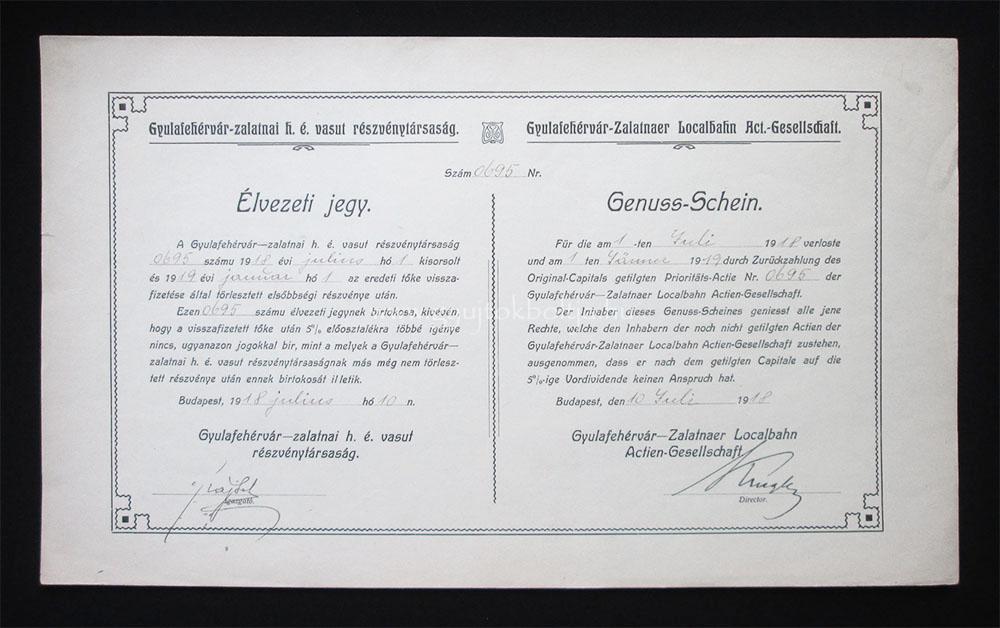 Gyulafehérvár-zalatnai h. é. vasut részvénytársaság.
Gyulafehérvár-Zalatnaer Localbahn Act.-Gesellschaft.
Szám 0695 Nr.
Élvezeti jegy.
A Gyulafehérvár—zalatnai h. é. vasut részvénytársaság
0695 számu 1918 évi julius hó 1 kisorsolt
és 1919 évi január hó 1 az eredeti tőke vissza-
fizetése által törlesztett elsőbbségi részvénye után.
Ezen 0695 számu élvezeti jegynek birtokosa, kivévén,
hogy a visszafizetett tőke után 5% előosztalékra többé igénye
nincs, ugyanazon jogokkal bir, mint a melyek a Gyulafehérvár—
zalatnai h. é. vasut részvénytársaságnak más még nem törlesz-
tett részvénye után ennek birtokosát illetik.
Budapest, 1918 julius hó 10 n.
Gyulafehérvár—zalatnai h. é. vasut
részvénytársaság.
Igazgató.
Genuss-Schein.
Für die am 1 -ten Juli 1918 verloste
und am 1 ten Jänner 1919 durch Zurückzahlung des
Original-Capitals getilgten Prioritäts-Actie Nr. 0695 der
Gyulafehérvár—Zalatnaer Localbahn Actien-Gesellschaft.
Der Inhaber dieses Genuss-Scheines geniesst alle jene
Rechte, welche den Inhabern der noch nicht getilgten Actien der
Gyulafehérvár-Zalatnaer Localbahn Actien-Gesellschaft zustehen,
ausgenommen, dass er nach dem getilgten Capitale auf die
5%-ige Vordividende keinen Anspruch hat.
Budapest, den 10 Juli 1918
Gyulafehérvár—Zalatnaer Localbahn
Actien-Gesellschaft.
Director.